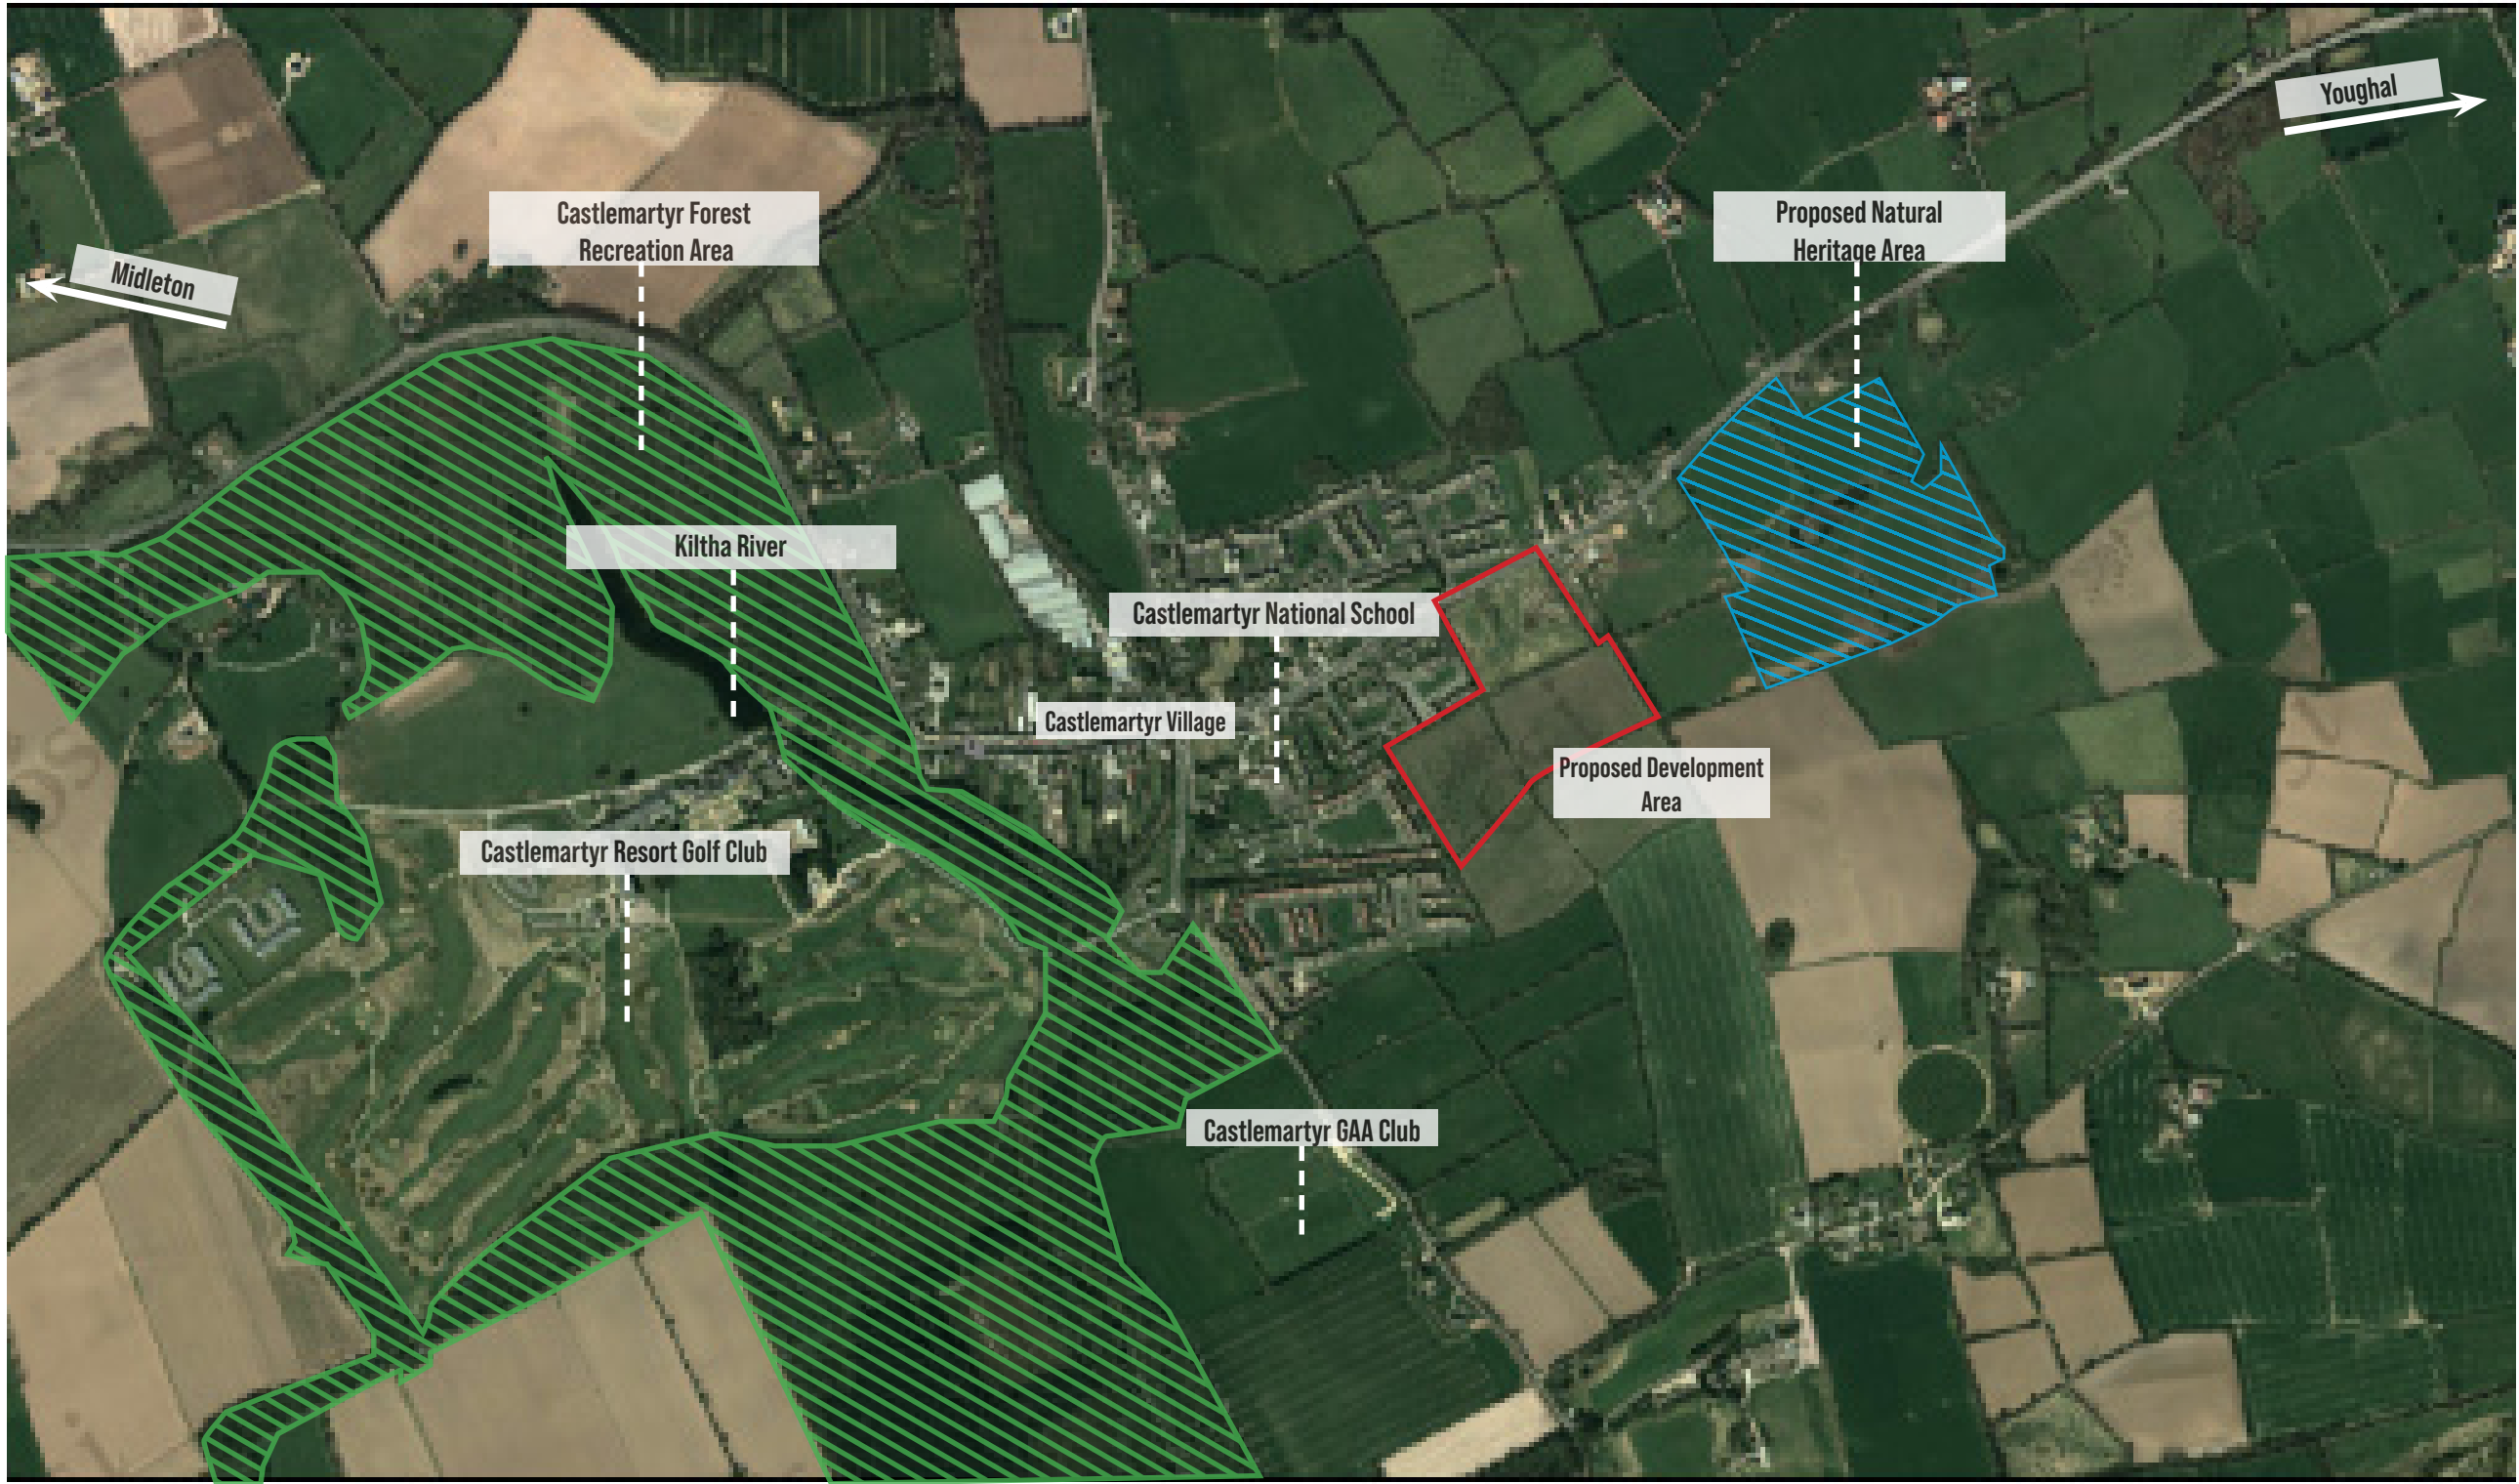 Youghal
Castlemartyr Forest
Recreation Area
Proposed Natural
Heritage Area
Midleton
Kiltha River
Castlemartyr National School
Castlemartyr Village
Proposed Development
Area
Castlemartyr Resort Golf Club
Castlemartyr GAA Club